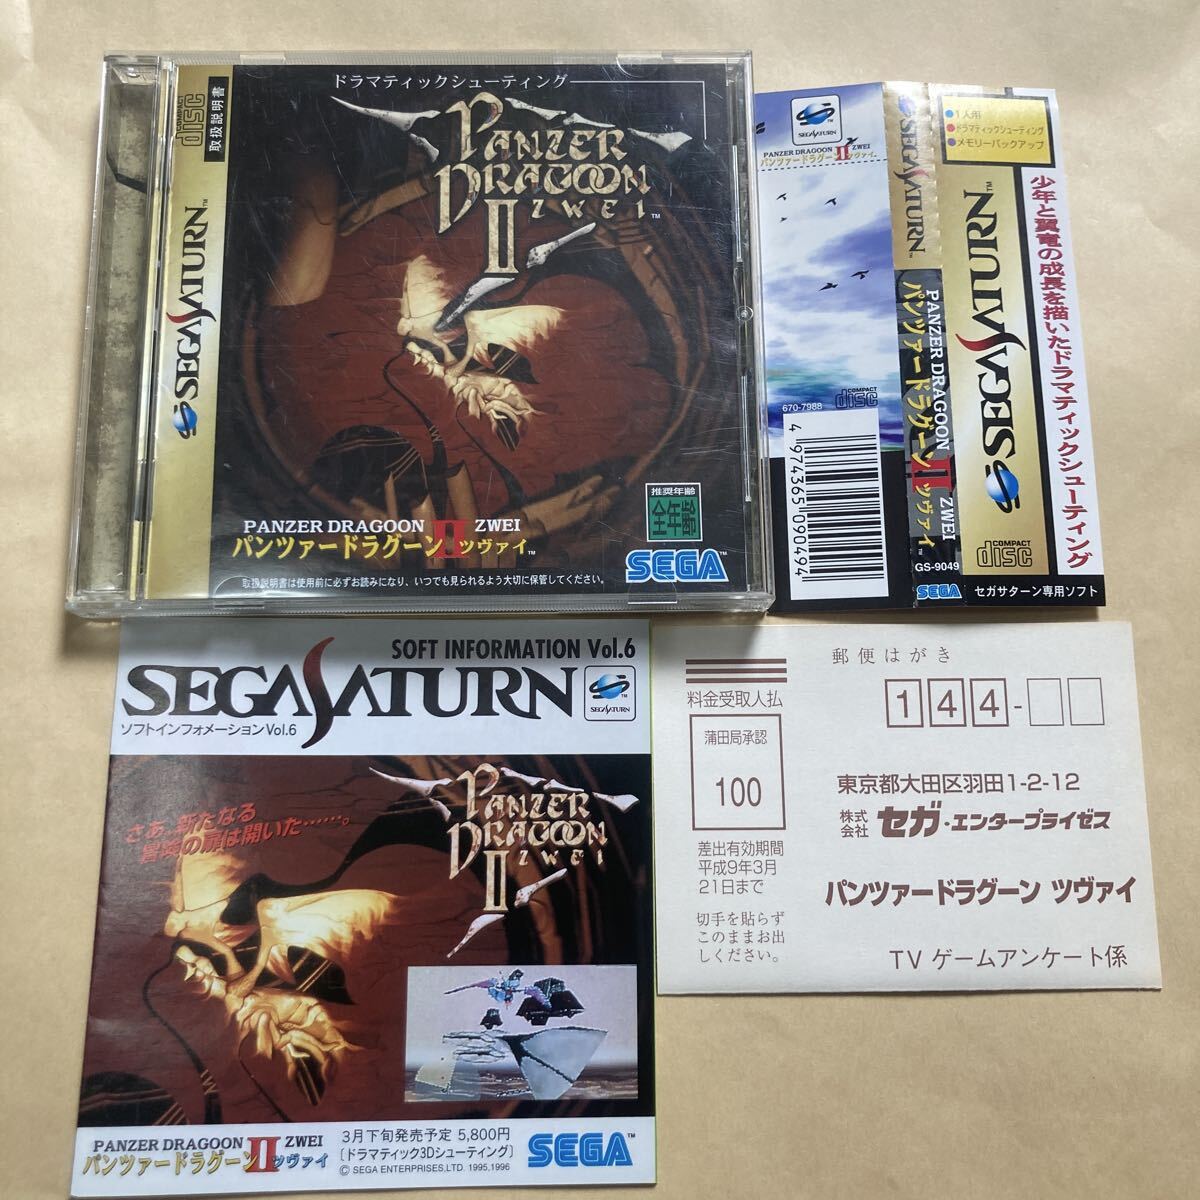 COMPACT
disc
取扱説明書
SEGA SATURN™
ドラマティックシューティング
PANZER
DRAGOON
II
ZWEI™
推奨年齢
全年齢
PANZER DRAGOON II ZWEI
パンツァードラグーン ツヴァイ™
取扱説明書は使用前に必ずお読みになり、いつでも見られるよう大切に保管してください。
SEGA™
SEGA SATURN
PANZER DRAGOON II ZWEI
パンツァードラグーン ツヴァイ™
COMPACT
disc
670-7988
4 974365 090494
SEGA SATURN™
PANZER DRAGOON II ZWEI
パンツァードラグーン ツヴァイ™
GS-9049
SEGA
1人用
ドラマティックシューティング
メモリーバックアップ
SEGA SATURN™
COMPACT
disc
セガサターン専用ソフト
少年と翼竜の成長を描いたドラマティックシューティング
SOFT INFORMATION Vol.6
SEGA SATURN
SEGA SATURN
ソフトインフォメーションVol.6
さあ、新たなる
冒険の扉は開いた……。
PANZER
DRAGOON
II
ZWEI
PANZER DRAGOON II ZWEI
パンツァードラグーン ツヴァイ
3月下旬発売予定 5,800円
[ドラマティック3Dシューティング]
© SEGA ENTERPRISES,LTD. 1995,1996
SEGA™
郵便はがき
144-
料金受取人払
蒲田局承認
100
差出有効期間
平成9年3月
21日まで
切手を貼らず
このままお出
しください。
東京都大田区羽田1-2-12
株式会社 セガ・エンタープライゼス
パンツァードラグーン ツヴァイ
TV ゲームアンケート係